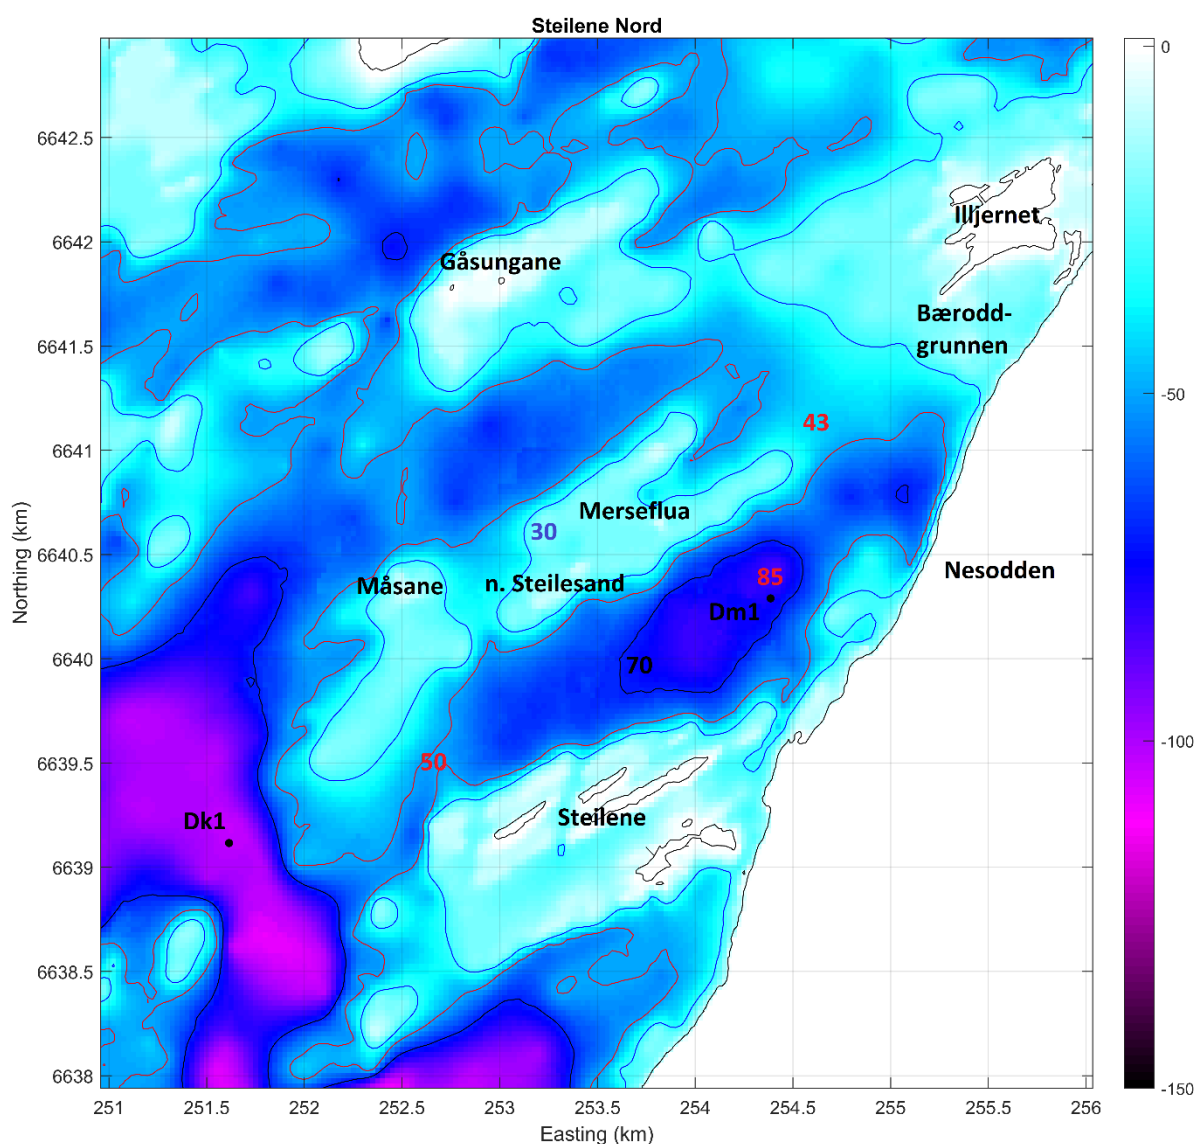 Steilene Nord
0
6642.5
Illjernet
6642
Gåsungane
Bærodd-
grunnen
6641.5
-50
43
6641
Northing (km)
Merseflua
30
6640.5
Måsane
n. Steilesand
85
Nesodden
Dm1
6640
70
-100
50
6639.5
Dk1
Steilene
6639
6638.5
6638
-150
251
251.5
252
252.5
253
253.5
254
254.5
255
255.5
256
Easting (km)